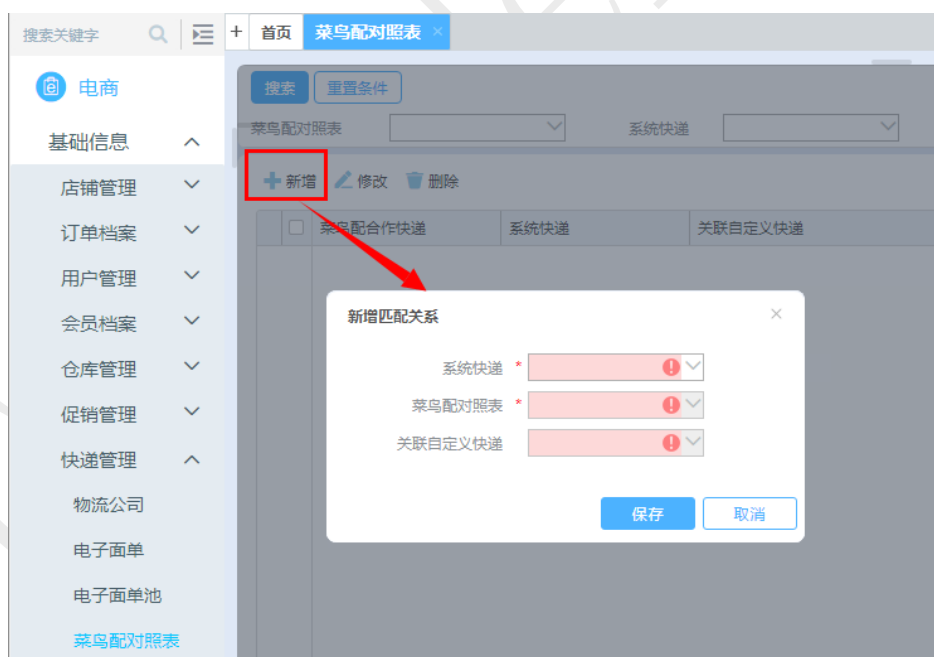 搜索关键字
+ 首页 菜鸟配对照表 ×
电商
搜索 重置条件
菜鸟配对照表 系统快递
基础信息
店铺管理
新增 修改 删除
订单档案
菜鸟配合作快递 系统快递 关联自定义快递
用户管理
会员档案
仓库管理
促销管理
快递管理
物流公司
电子面单
电子面单池
菜鸟配对照表
新增匹配关系 ×
系统快递 *
菜鸟配对照表 *
关联自定义快递
保存 取消